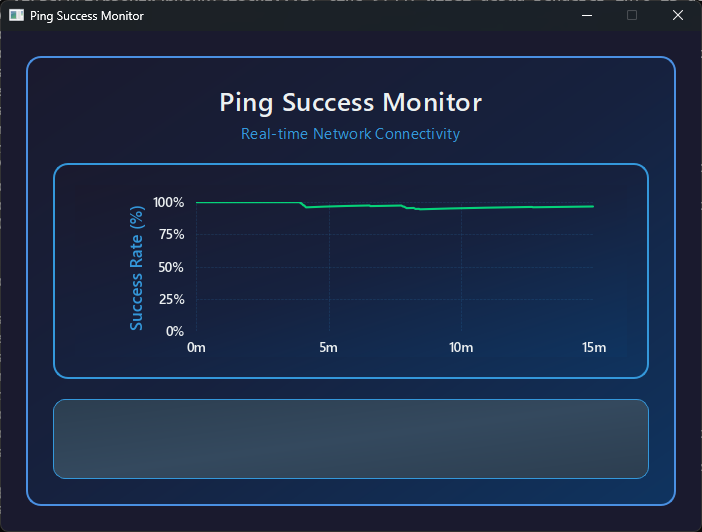 Ping Success Monitor
Ping Success Monitor
Real-time Network Connectivity
Success Rate (%)
100%
75%
50%
25%
0%
0m 5m 10m 15m